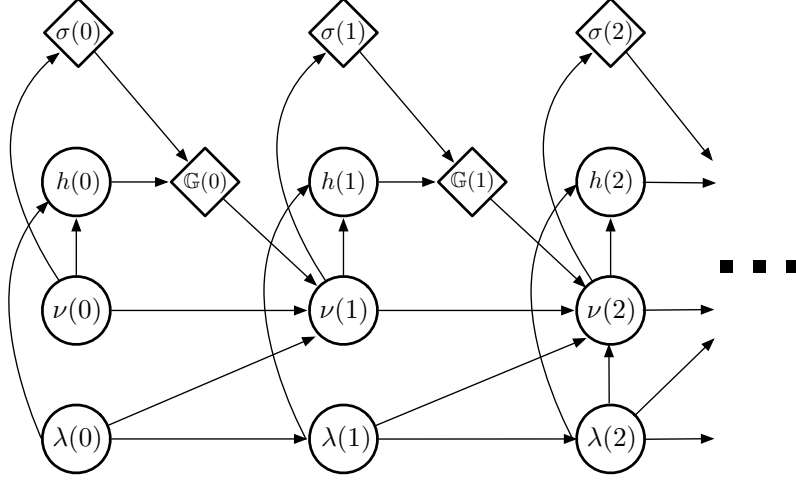 σ(0) σ(1) σ(2)
h(0) 𝔾(0) h(1) 𝔾(1) h(2)
ν(0) ν(1) ν(2)
λ(0) λ(1) λ(2)